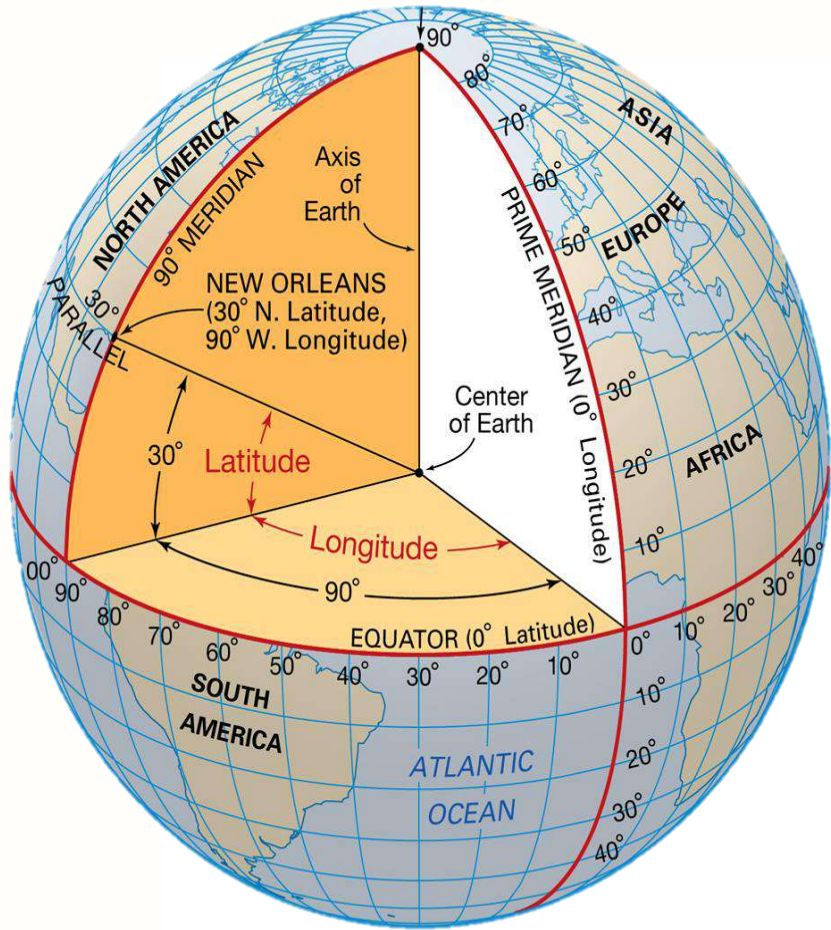 90°
80°
70°
60°
50°
40°
30°
20°
10°
ASIA
EUROPE
AFRICA
NORTH AMERICA
90° MERIDIAN
Axis
of
Earth
PRIME MERIDIAN (0° Longitude)
NEW ORLEANS
(30° N. Latitude,
90° W. Longitude)
30°
PARALLEL
Center
of Earth
30°
Latitude
Longitude
90°
EQUATOR (0° Latitude)
00°
90°
80°
70°
60°
50°
40°
30°
20°
10°
0°
10°
20°
30°
40°
SOUTH
AMERICA
ATLANTIC
OCEAN
10°
20°
30°
40°